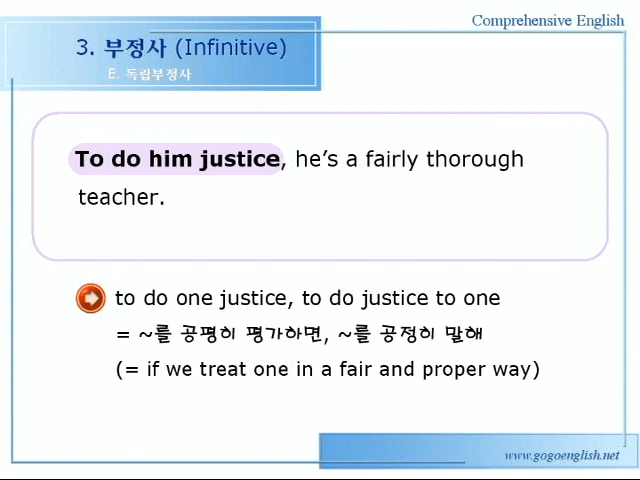 Comprehensive English
3. 부정사 (Infinitive)
E. 독립부정사
To do him justice, he’s a fairly thorough
teacher.
to do one justice, to do justice to one
= ~를 공평히 평가하면, ~를 공정히 말해
(= if we treat one in a fair and proper way)
www.gogoenglish.net